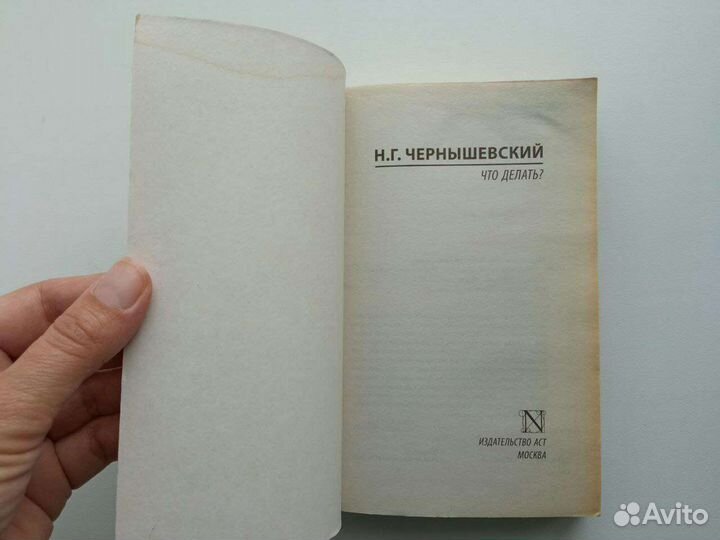 Н.Г. ЧЕРНЫШЕВСКИЙ
ЧТО ДЕЛАТЬ?
N
ИЗДАТЕЛЬСТВО АСТ
МОСКВА
Avito